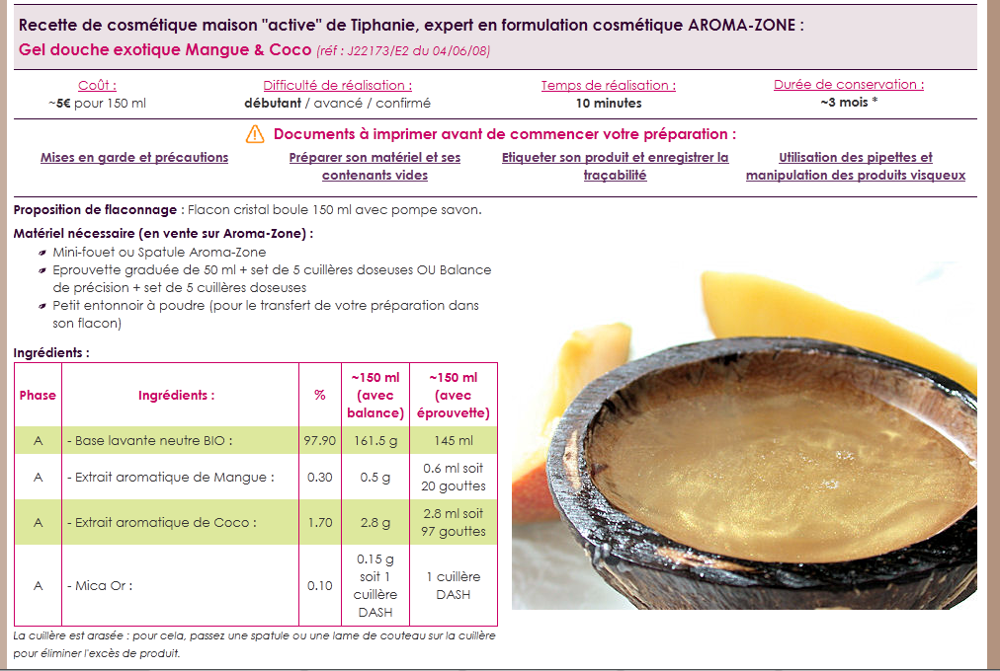 Recette de cosmétique maison "active" de Tiphanie, expert en formulation cosmétique AROMA-ZONE :
Gel douche exotique Mangue & Coco (réf : J22173/E2 du 04/06/08)
Coût :
~5€ pour 150 ml
Difficulté de réalisation :
débutant / avancé / confirmé
Temps de réalisation :
10 minutes
Durée de conservation :
~3 mois *
Documents à imprimer avant de commencer votre préparation :
Mises en garde et précautions
Préparer son matériel et ses
contenants vides
Etiqueter son produit et enregistrer la
traçabilité
Utilisation des pipettes et
manipulation des produits visqueux
Proposition de flaconnage : Flacon cristal boule 150 ml avec pompe savon.
Matériel nécessaire (en vente sur Aroma-Zone) :
Mini-fouet ou Spatule Aroma-Zone
Eprouvette graduée de 50 ml + set de 5 cuillères doseuses OU Balance
de précision + set de 5 cuillères doseuses
Petit entonnoir à poudre (pour le transfert de votre préparation dans
son flacon)
Ingrédients :
Phase
Ingrédients :
%
~150 ml
(avec
balance)
~150 ml
(avec
éprouvette)
A
- Base lavante neutre BIO :
97.90
161.5 g
145 ml
A
- Extrait aromatique de Mangue :
0.30
0.5 g
0.6 ml soit
20 gouttes
A
- Extrait aromatique de Coco :
1.70
2.8 g
2.8 ml soit
97 gouttes
A
- Mica Or :
0.10
0.15 g
soit 1
cuillère
DASH
1 cuillère
DASH
La cuillère est arasée : pour cela, passez une spatule ou une lame de couteau sur la cuillère
pour éliminer l'excès de produit.